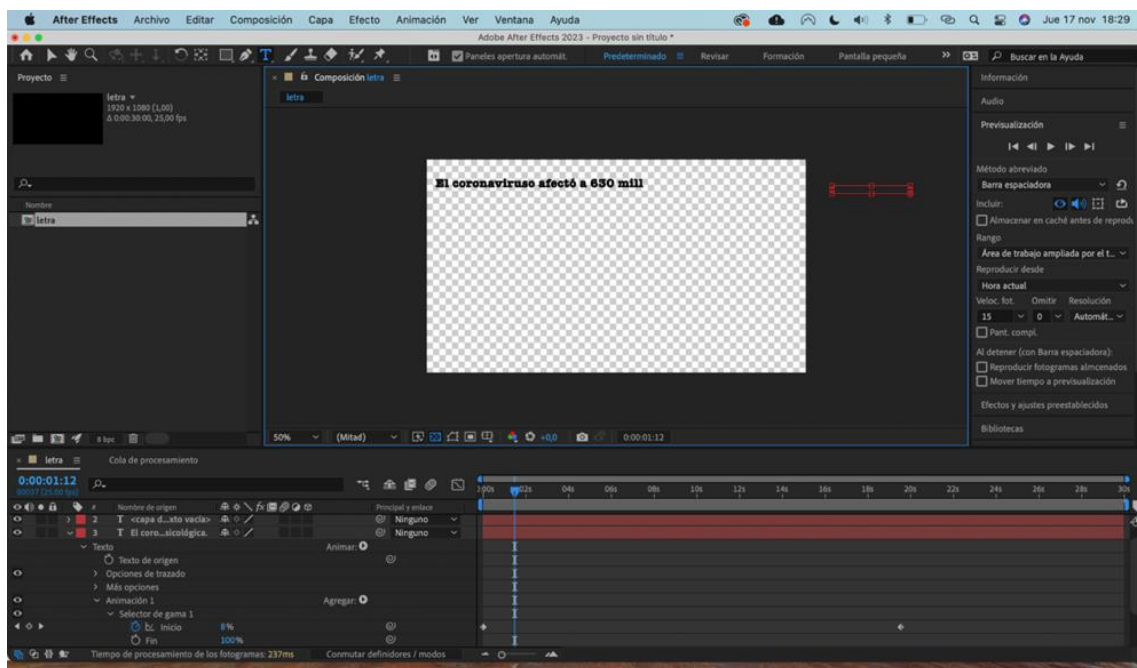 After Effects Archivo Editar Composición Capa Efecto Animación Ver Ventana Ayuda Jue 17 nov 18:29
Adobe After Effects 2023 - Proyecto sin título *
Paneles apertura automát. Predeterminado Revisar Formación Pantalla pequeña Buscar en la Ayuda
Proyecto
letra
1920 x 1080 (1,00)
Δ 0:00:30:00, 25,00 fps
Nombre
letra
8 bpc
Composición letra
letra
El coronaviruso afectó a 630 mill
50% (Mitad) +0,0 0:00:01:12
Información
Audio
Previsualización
Método abreviado
Barra espaciadora
Incluir:
Almacenar en caché antes de reprodu
Rango
Área de trabajo ampliada por el t...
Reproducir desde
Hora actual
Veloc. fot. Omitir Resolución
15 0 Automát...
Pant. compl.
Al detener (con Barra espaciadora):
Reproducir fotogramas almcenados
Mover tiempo a previsualización
Efectos y ajustes preestablecidos
Bibliotecas
letra Cola de procesamiento
0:00:01:12
00037 (25.00 fps)
# Nombre de origen Principal y enlace
2 T <capa d...xto vacía> Ninguno
3 T El coro...sicológica. Ninguno
Texto Animar:
Texto de origen
Opciones de trazado
Más opciones
Animación 1 Agregar:
Selector de gama 1
Inicio 8%
Fin 100%
Tiempo de procesamiento de los fotogramas: 237ms Conmutar definidores / modos
02s 04s 06s 08s 10s 12s 14s 16s 18s 20s 22s 24s 26s 28s 30s